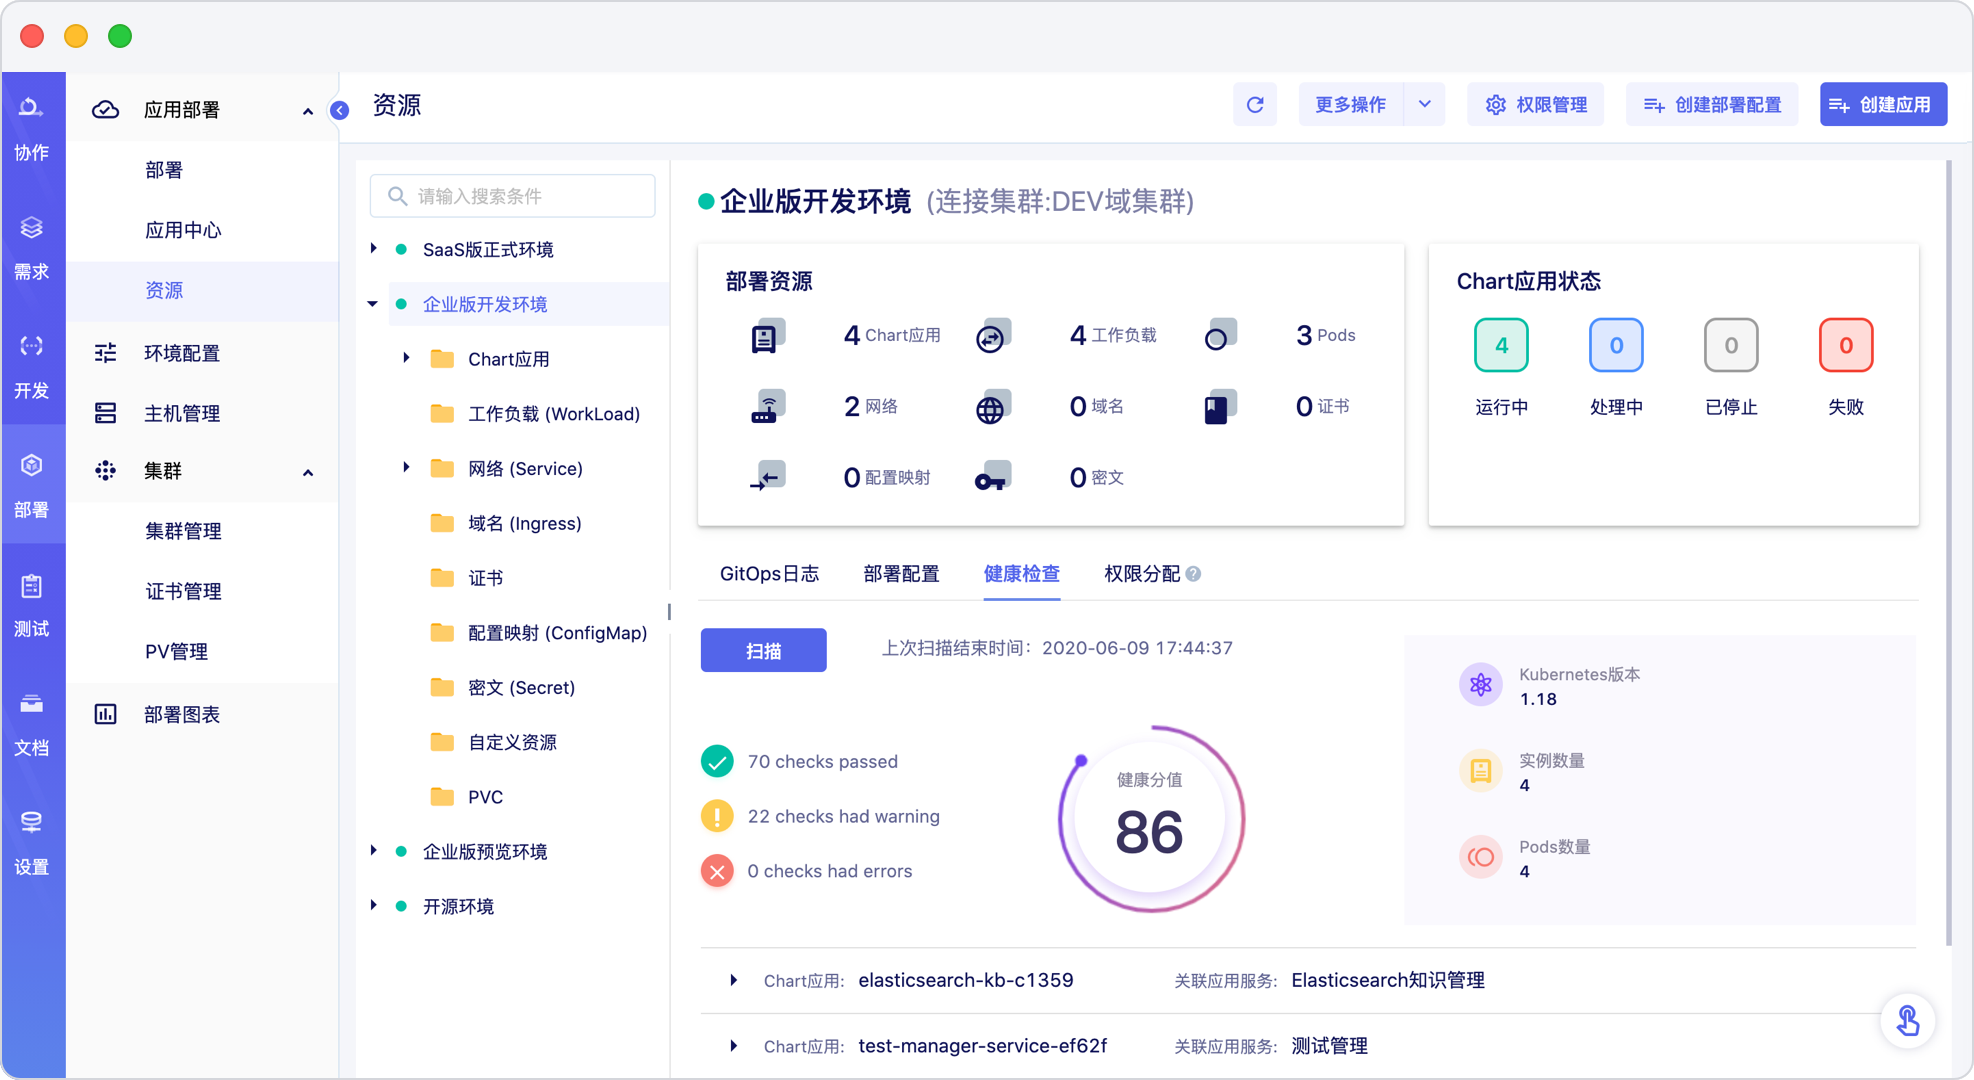 协作
需求
开发
部署
测试
文档
设置
应用部署
部署
应用中心
资源
环境配置
主机管理
集群
集群管理
证书管理
PV管理
部署图表
资源
更多操作
权限管理
创建部署配置
创建应用
请输入搜索条件
SaaS版正式环境
企业版开发环境
Chart应用
工作负载 (WorkLoad)
网络 (Service)
域名 (Ingress)
证书
配置映射 (ConfigMap)
密文 (Secret)
自定义资源
PVC
企业版预览环境
开源环境
企业版开发环境 (连接集群:DEV域集群)
部署资源
4 Chart应用
4 工作负载
3 Pods
2 网络
0 域名
0 证书
0 配置映射
0 密文
Chart应用状态
4
0
0
0
运行中
处理中
已停止
失败
GitOps日志
部署配置
健康检查
权限分配 ?
扫描
上次扫描结束时间: 2020-06-09 17:44:37
70 checks passed
22 checks had warning
0 checks had errors
健康分值
86
Kubernetes版本
1.18
实例数量
4
Pods数量
4
Chart应用: elasticsearch-kb-c1359
关联应用服务: Elasticsearch知识管理
Chart应用: test-manager-service-ef62f
关联应用服务: 测试管理